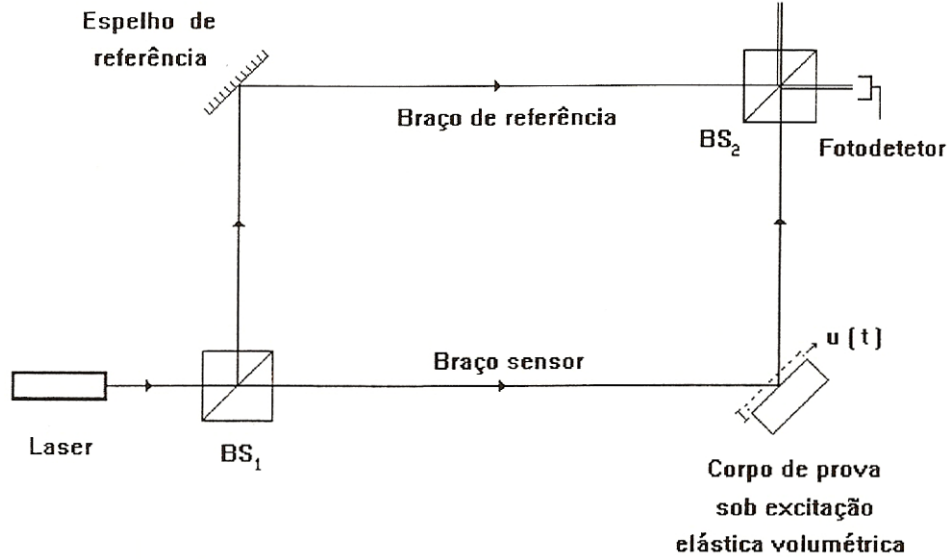 Espelho de
referência
Braço de referência
BS2
Fotodetetor
u (t)
Braço sensor
Laser
BS1
Corpo de prova
sob excitação
elástica volumétrica